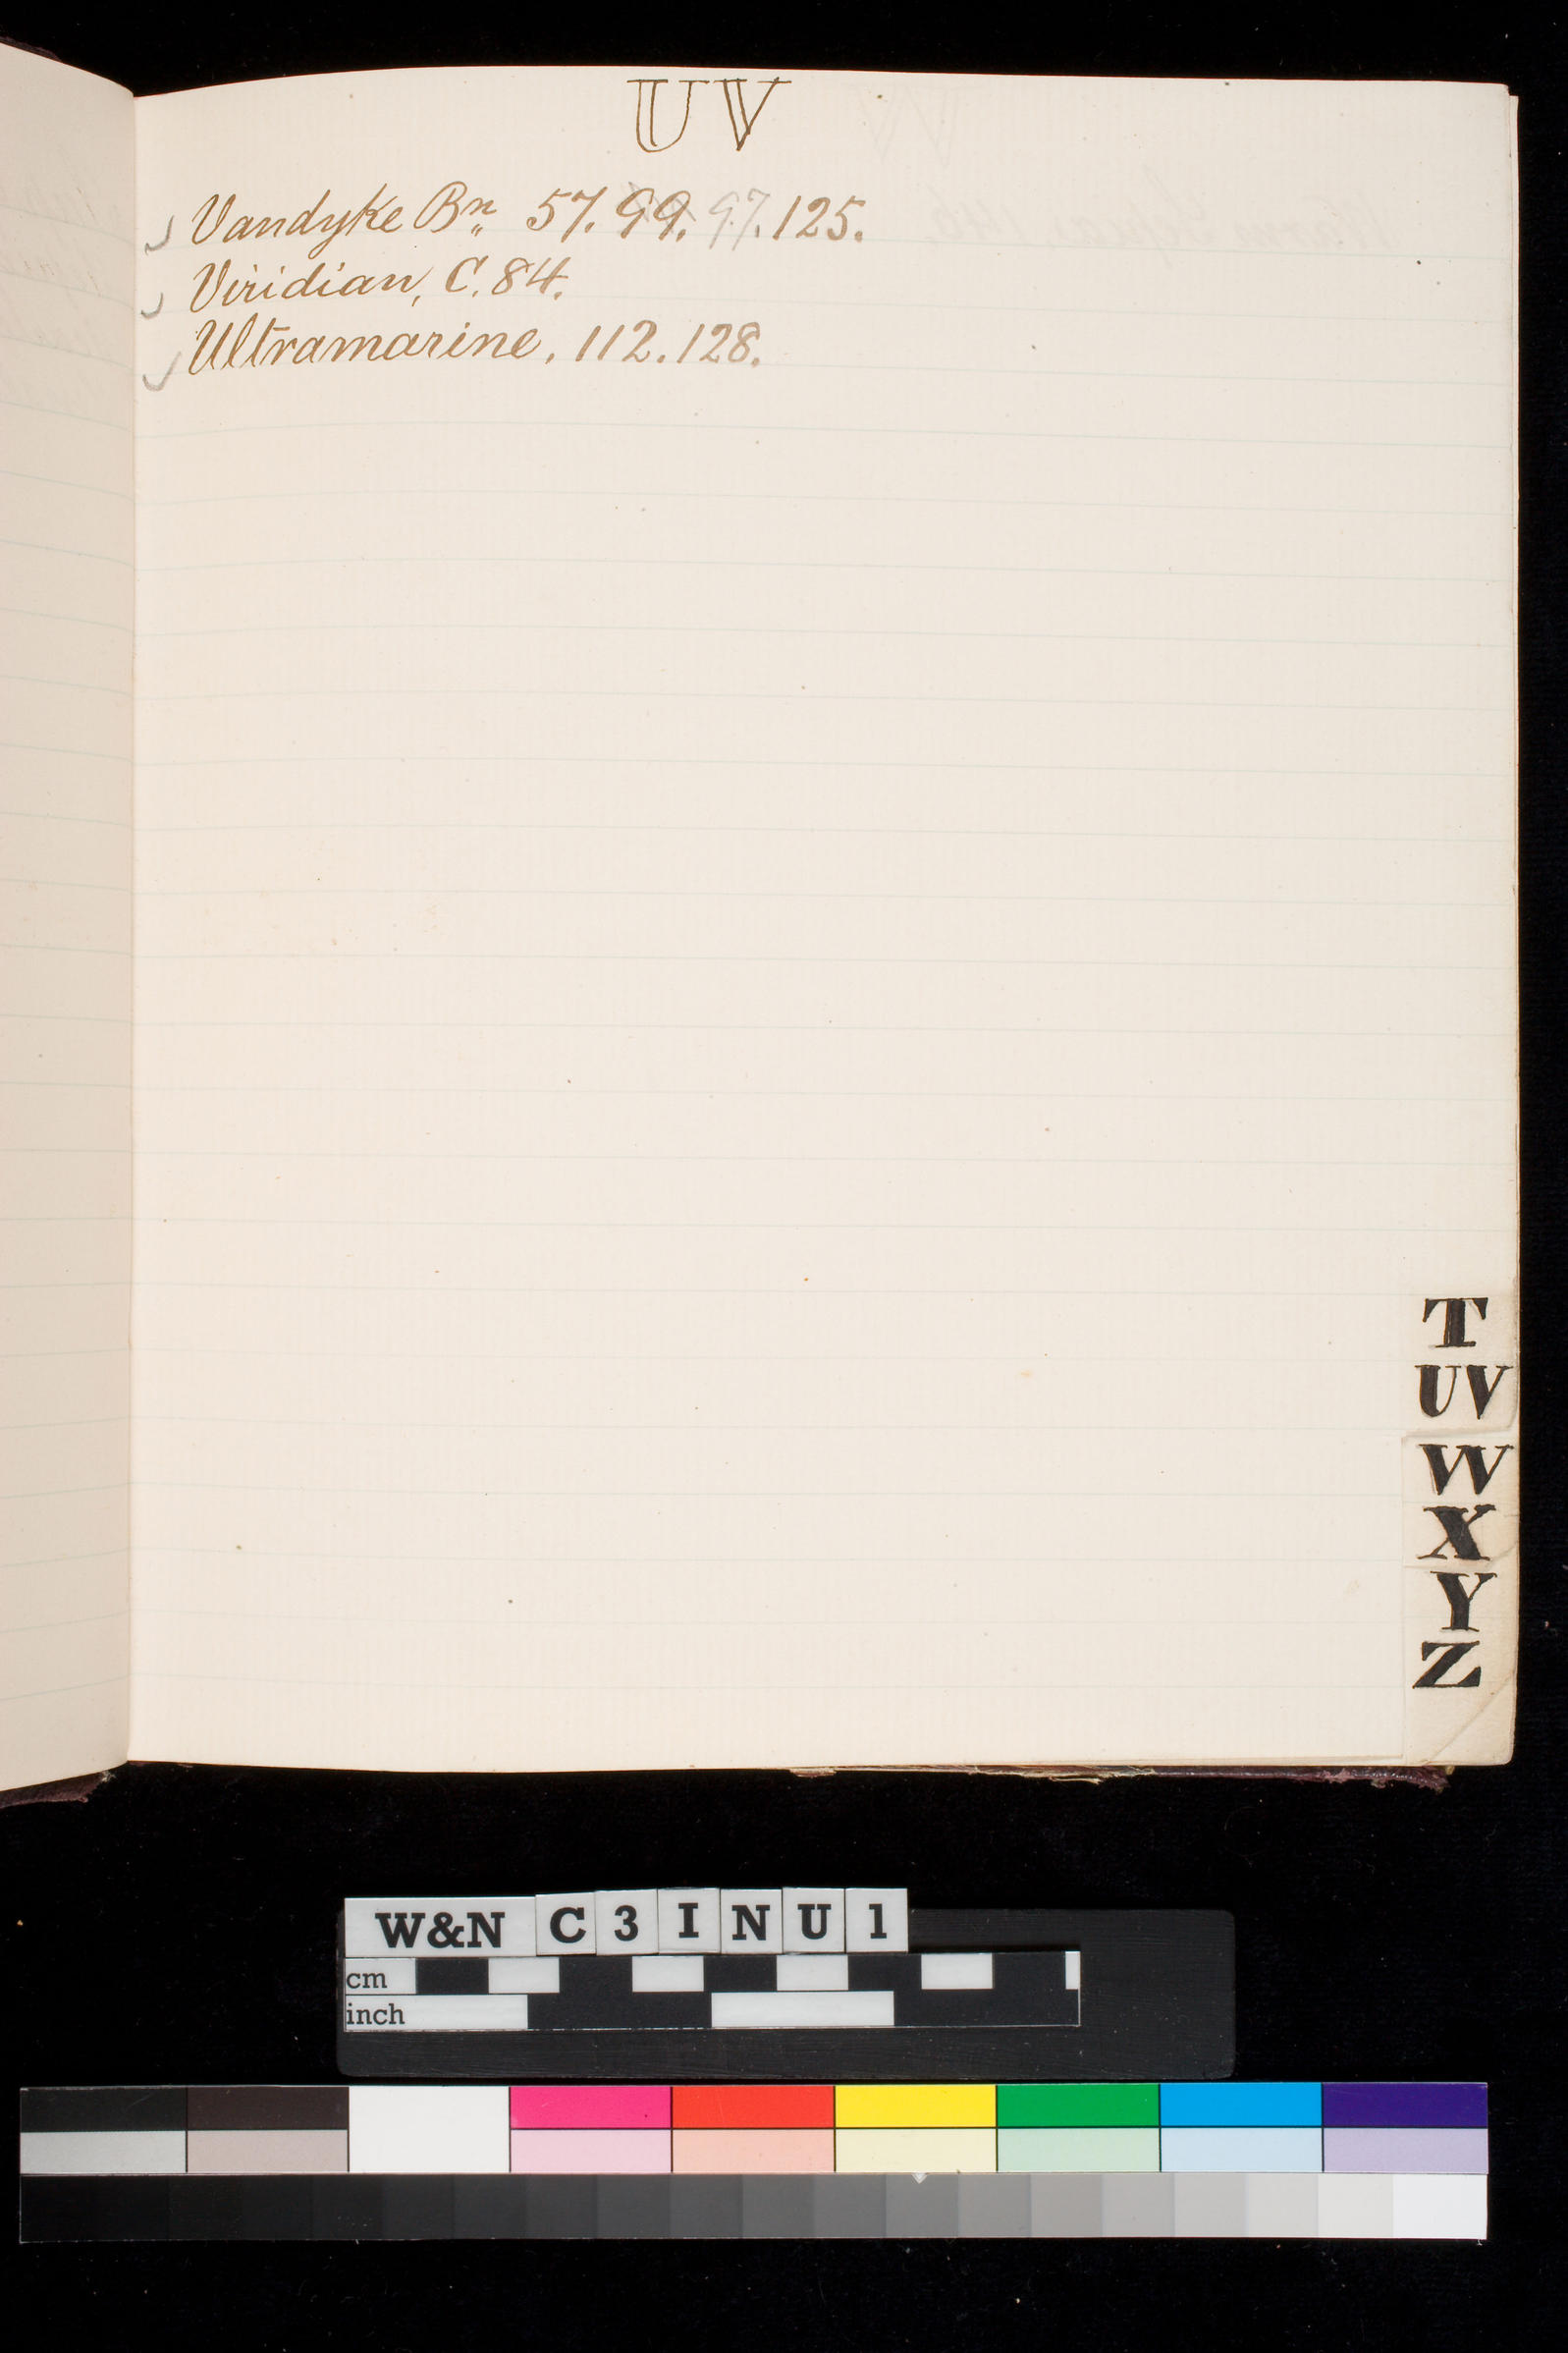 UV
Vandyke Bn 57. 99. 97. 125.
Viridian, C. 84.
Ultramarine, 112. 128.
T
UV
W
X
Y
Z
W&N C 3 I N U 1
cm
inch